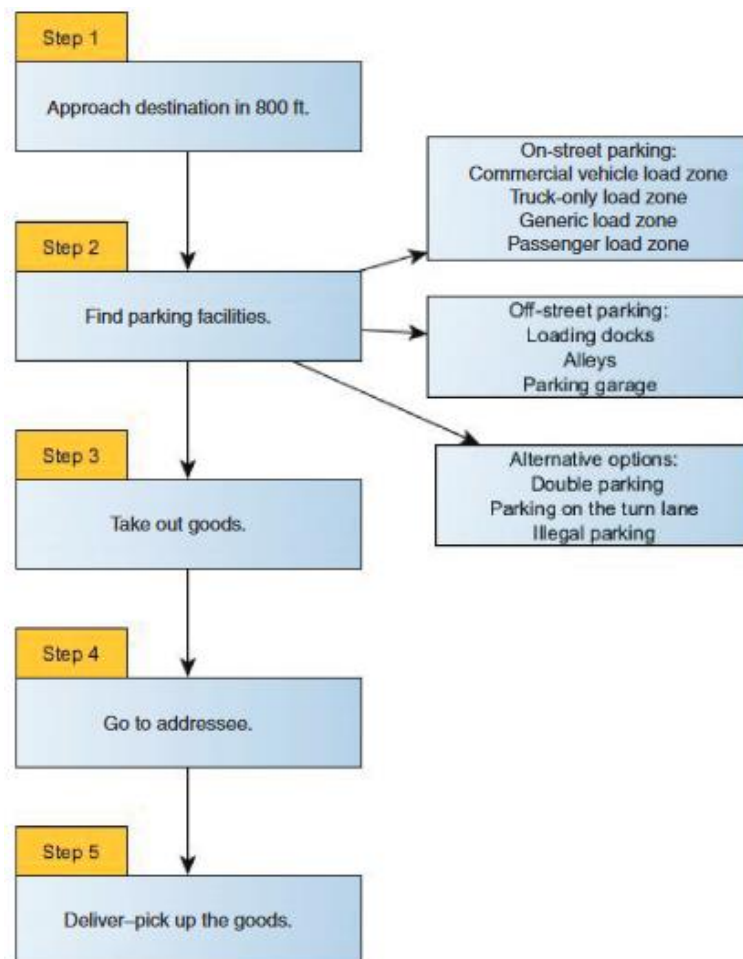 Step 1
Approach destination in 800 ft.
Step 2
Find parking facilities.
On-street parking:
Commercial vehicle load zone
Truck-only load zone
Generic load zone
Passenger load zone
Off-street parking:
Loading docks
Alleys
Parking garage
Alternative options:
Double parking
Parking on the turn lane
Illegal parking
Step 3
Take out goods.
Step 4
Go to addressee.
Step 5
Deliver–pick up the goods.